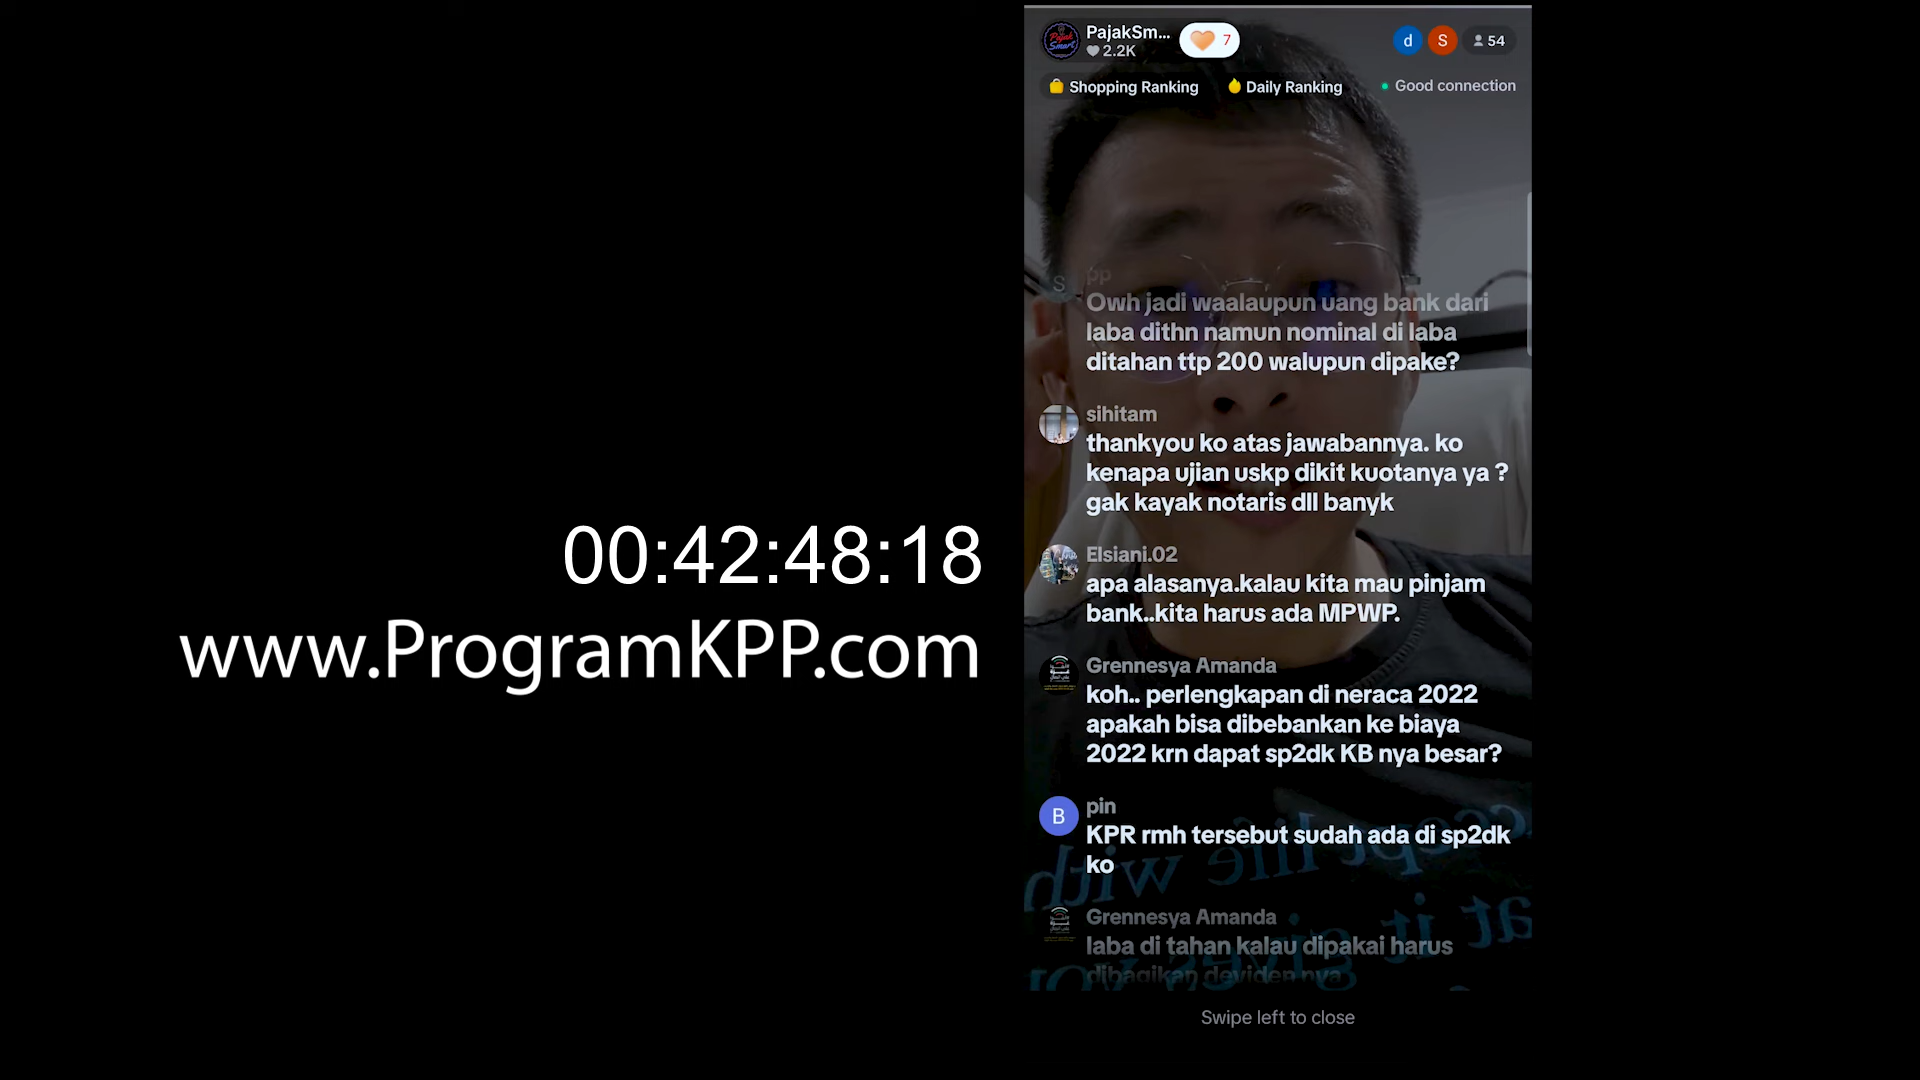 PajakSm...
2.2K
7
d
S
54
Shopping Ranking
Daily Ranking
Good connection
S
pp
Owh jadi waalaupun uang bank dari
laba dithn namun nominal di laba
ditahan ttp 200 walupun dipake?
sihitam
thankyou ko atas jawabannya. ko
kenapa ujian uskp dikit kuotanya ya ?
gak kayak notaris dll banyk
Elsiani.02
apa alasanya.kalau kita mau pinjam
bank..kita harus ada MPWP.
Grennesya Amanda
koh.. perlengkapan di neraca 2022
apakah bisa dibebankan ke biaya
2022 krn dapat sp2dk KB nya besar?
B
pin
KPR rmh tersebut sudah ada di sp2dk
ko
Grennesya Amanda
laba di tahan kalau dipakai harus
dibagikan deviden nya
Swipe left to close
00:42:48:18
www.ProgramKPP.com